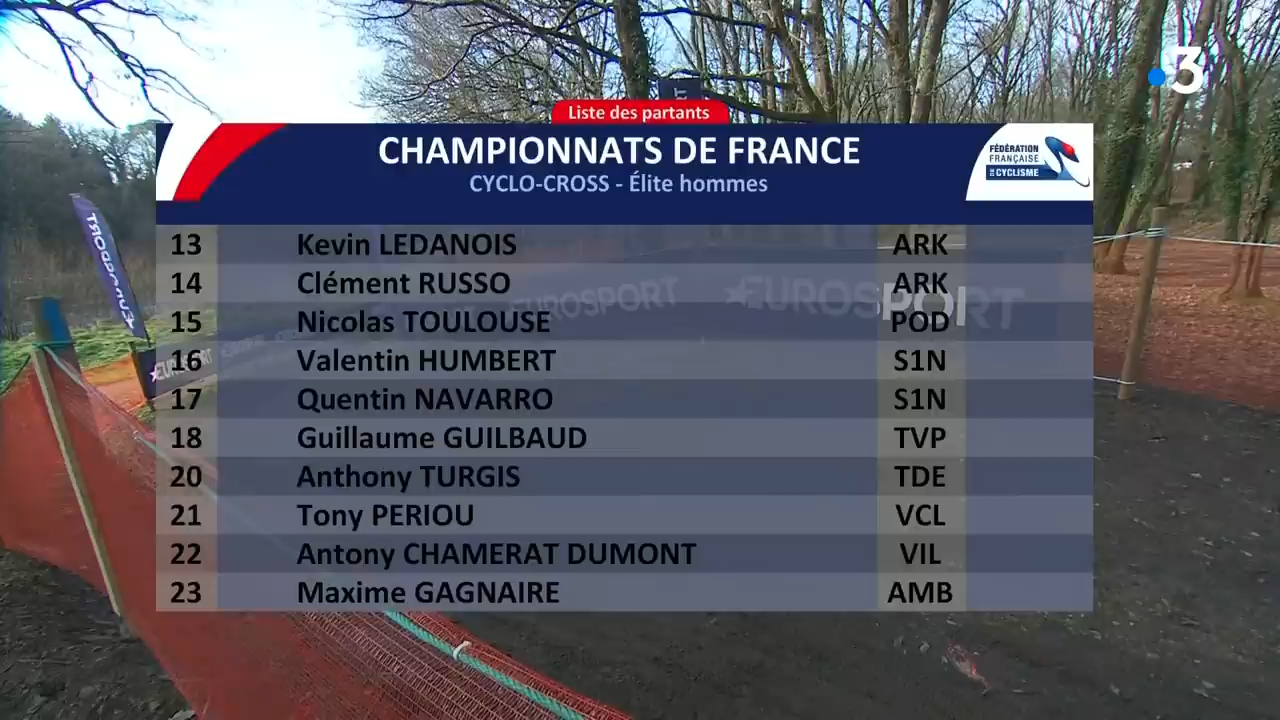 3
Liste des partants
CHAMPIONNATS DE FRANCE
CYCLO-CROSS - Élite hommes
FÉDÉRATION
FRANÇAISE
DE CYCLISME
13 Kevin LEDANOIS ARK
14 Clément RUSSO ARK
15 Nicolas TOULOUSE POD
16 Valentin HUMBERT S1N
17 Quentin NAVARRO S1N
18 Guillaume GUILBAUD TVP
20 Anthony TURGIS TDE
21 Tony PERIOU VCL
22 Antony CHAMERAT DUMONT VIL
23 Maxime GAGNAIRE AMB
EUROSPORT
EUROSPORT
EUROSPORT
EUROSPORT